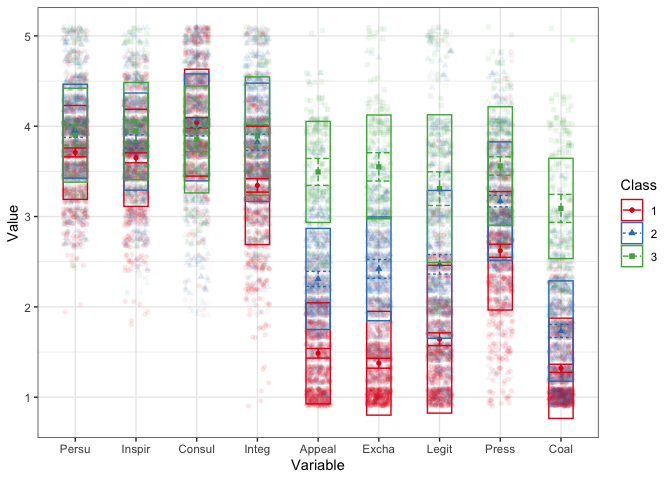 5
4
3
2
1
Value
Persu Inspir Consul Integ Appeal Excha Legit Press Coal
Variable
Class
1
2
3